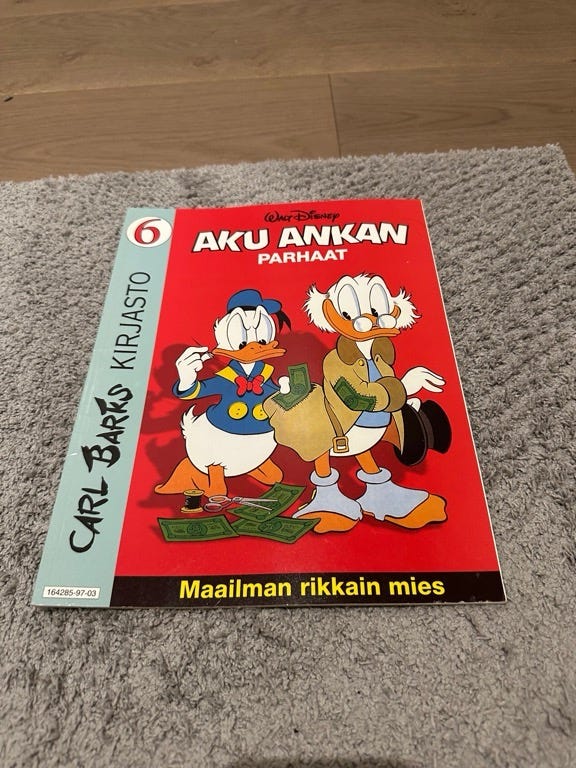 6
Walt Disney
AKU ANKAN
PARHAAT
CARL BARKS KIRJASTO
Maailman rikkain mies
164285-97-03